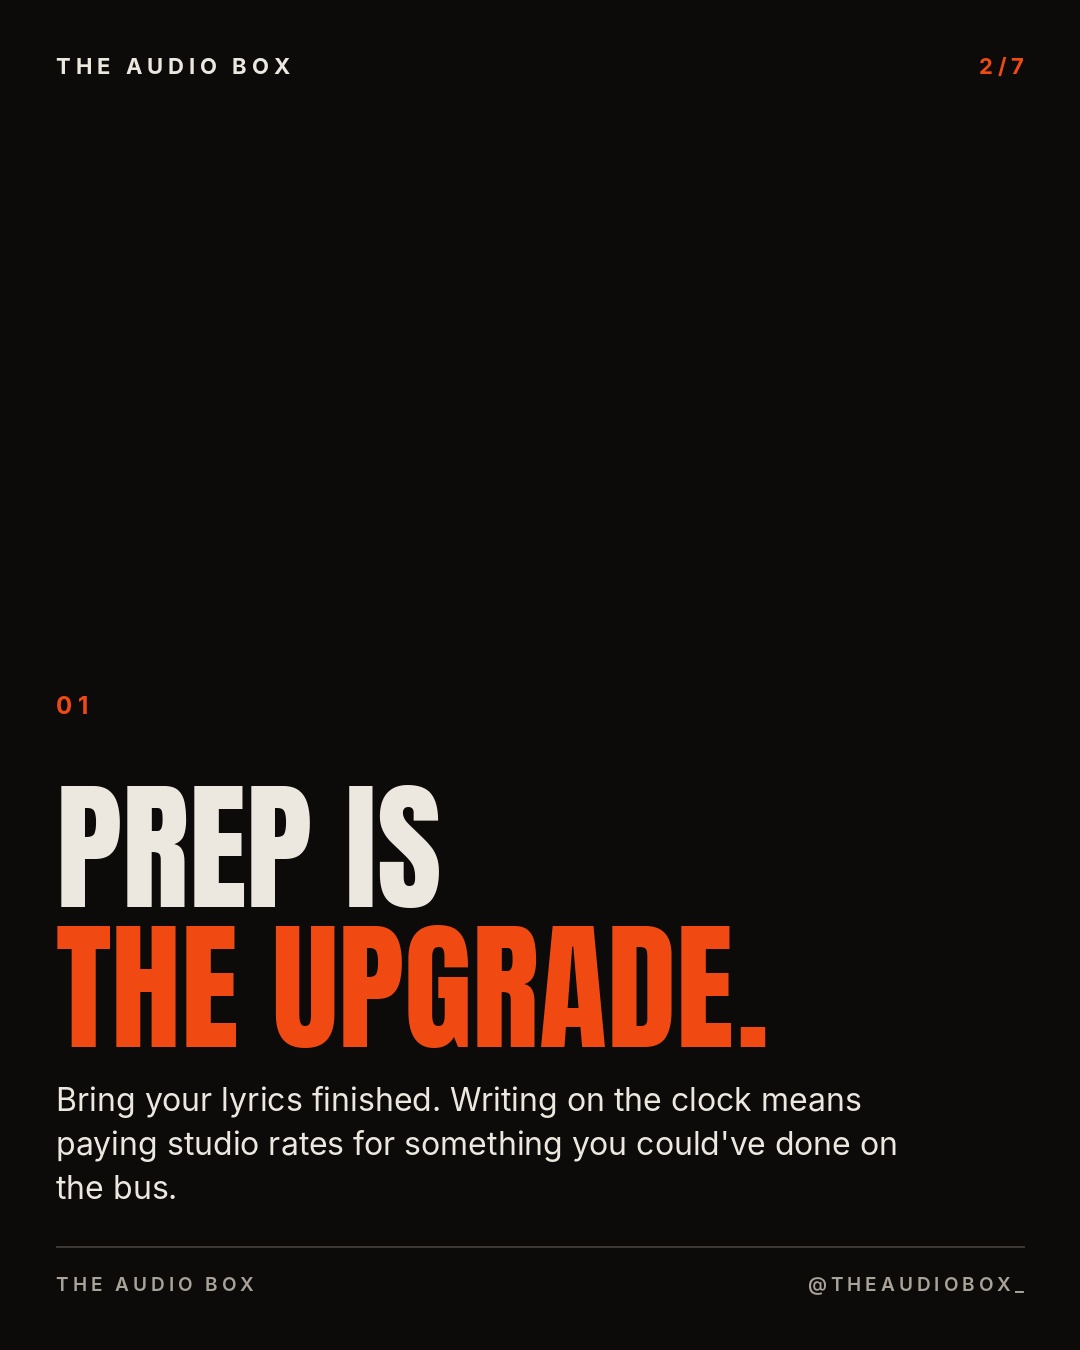 THE AUDIO BOX
2/7
01
PREP IS
THE UPGRADE.
Bring your lyrics finished. Writing on the clock means
paying studio rates for something you could've done on
the bus.
THE AUDIO BOX
@THEAUDIOBOX_